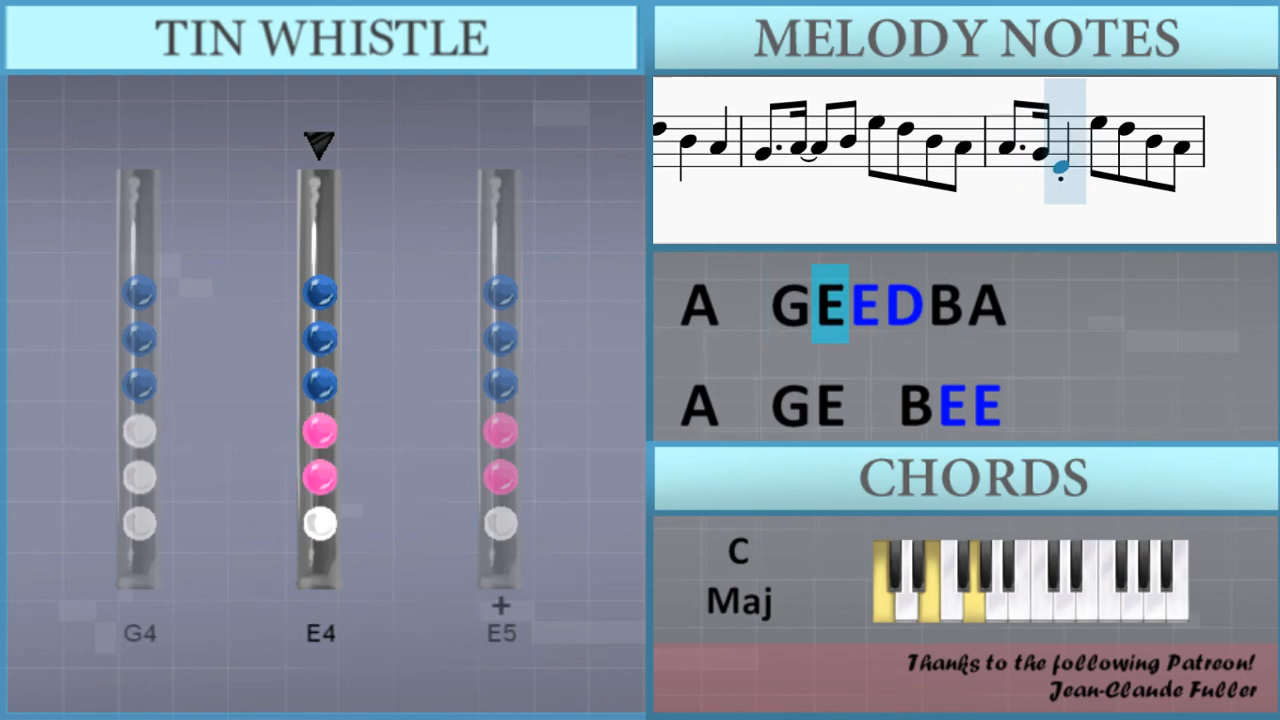 TIN WHISTLE
G4
E4
+
E5
MELODY NOTES
A GEEDBA
A GE BEE
CHORDS
C
Maj
Thanks to the following Patreon!
Jean-Claude Fuller